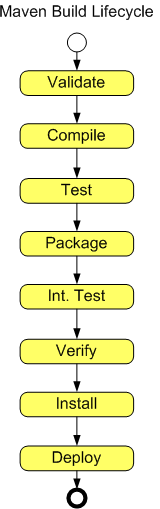 Maven Build Lifecycle
Validate
Compile
Test
Package
Int. Test
Verify
Install
Deploy